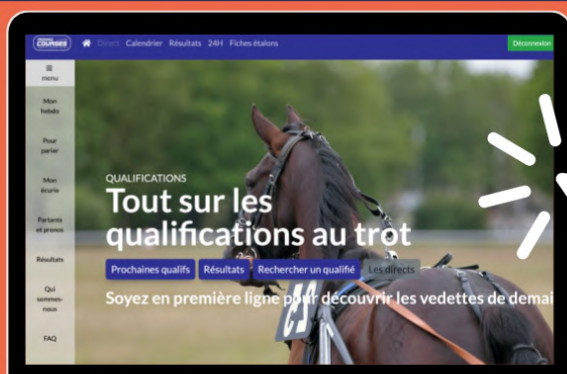 COURSES
Direct Calendrier Résultats 24H Fiches étalons
Déconnexion
menu
Mon
hebdo
Pour
parier
Mon
écurie
Partants
et pronos
Résultats
Qui
sommes-
nous
FAQ
QUALIFICATIONS
Tout sur les
qualifications au trot
Prochaines qualifs Résultats Rechercher un qualifié Les directs
Soyez en première ligne pour découvrir les vedettes de demai